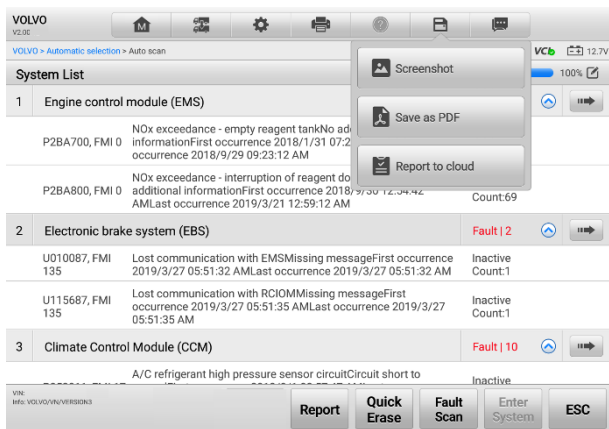 VOLVO
V2.0E
VOLVO > Automatic selection > Auto scan
VCI
12.7V
Screenshot
Save as PDF
Report to cloud
System List
100%
1 Engine control module (EMS)
P2BA700, FMI 0
NOx exceedance - empty reagent tankNo
informationFirst occurrence 2018/1/31
occurrence 2018/9/29 09:23:12 AM
P2BA800, FMI 0
NOx exceedance - interruption of reagent
additional informationFirst occurrence 2018/9/30 12:54:42
AMLast occurrence 2019/3/21 12:59:12 AM
Count:69
2 Electronic brake system (EBS) Fault | 2
U010087, FMI
135
Lost communication with EMSMissing messageFirst occurrence
2019/3/27 05:51:32 AMLast occurrence 2019/3/27 05:51:32 AM
Inactive
Count:1
U115687, FMI
135
Lost communication with RCIOMMissing messageFirst
occurrence 2019/3/27 05:51:35 AMLast occurrence 2019/3/27
05:51:35 AM
Inactive
Count:1
3 Climate Control Module (CCM) Fault | 10
A/C refrigerant high pressure sensor circuitCircuit short to
Inactive
VIN:
Info: VOLVO/VN/VERSION3
Report
Quick
Erase
Fault
Scan
Enter
System
ESC